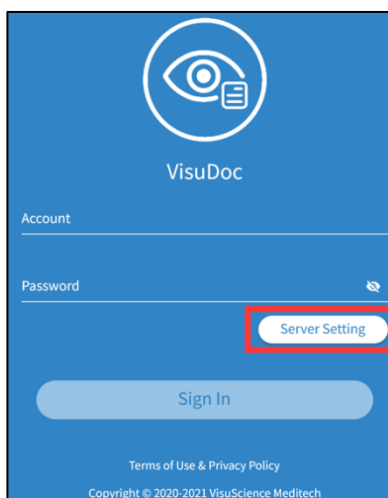 VisuDoc
Account
Password
Server Setting
Sign In
Terms of Use & Privacy Policy
Copyright © 2020-2021 VisuScience Meditech